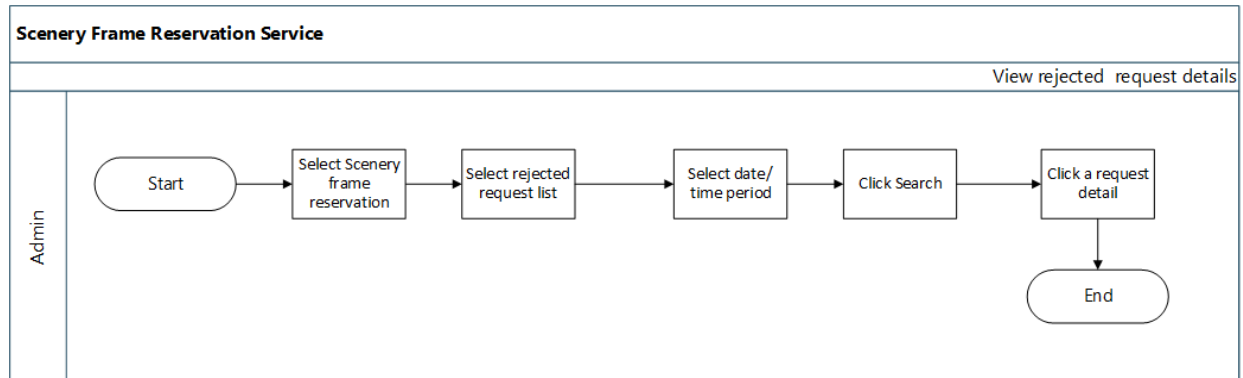 Scenery Frame Reservation Service
View rejected  request details
Admin
Start
Select Scenery
frame
reservation
Select rejected
request list
Select date/
time period
Click Search
Click a request
detail
End